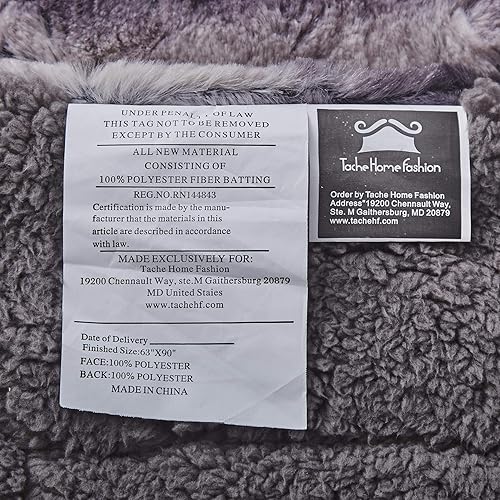 UNDER PENALTY OF LAW
THIS TAG NOT TO BE REMOVED
EXCEPT BY THE CONSUMER
ALL NEW MATERIAL
CONSISTING OF
100% POLYESTER FIBER BATTING
REG.NO.RN144843
Certification is made by the manu-
facturer that the materials in this
article are described in accordance
with law.
MADE EXCLUSIVELY FOR:
Tache Home Fashion
19200 Chennault Way, ste.M Gaithersburg 20879
MD United Staies
www.tachehf.com
Date of Delivery
Finished Size:63"X90"
FACE:100% POLYESTER
BACK:100% POLYESTER
MADE IN CHINA
Tache Home Fashion
Order by Tache Home Fashion
Address"19200 Chennault Way,
Ste. M Gaithersburg, MD 20879
www.tachehf.com